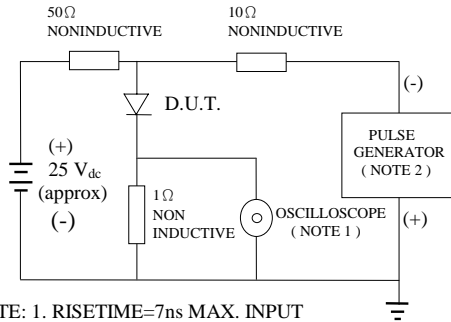 50Ω
NONINDUCTIVE
10Ω
NONINDUCTIVE
(-)
D.U.T.
(+)
25 Vdc
(approx)
(-)
1Ω
NON
INDUCTIVE
OSCILLOSCOPE
( NOTE 1 )
PULSE
GENERATOR
( NOTE 2 )
(+)
TE: 1. RISETIME=7ns MAX. INPUT